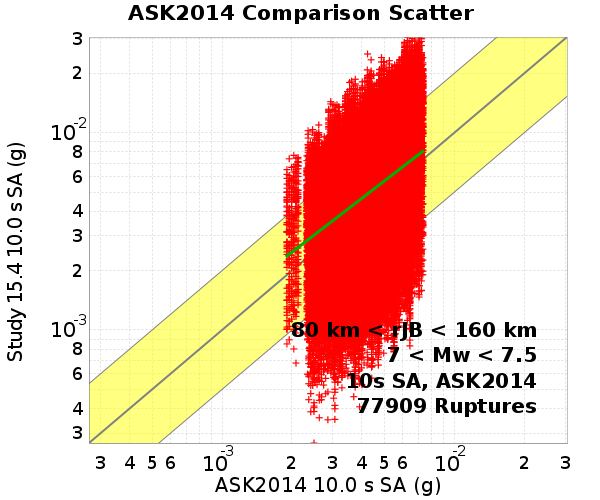 ASK2014 Comparison Scatter
3
2
10-2
8
6
4
3
2
10-3
8
6
4
3
Study 15.4 10.0 s SA (g)
80 km < rJB < 160 km
7 < Mw < 7.5
10s SA, ASK2014
77909 Ruptures
3 4 5 6 10-3 2 3 4 5 6 10-2 2 3
ASK2014 10.0 s SA (g)